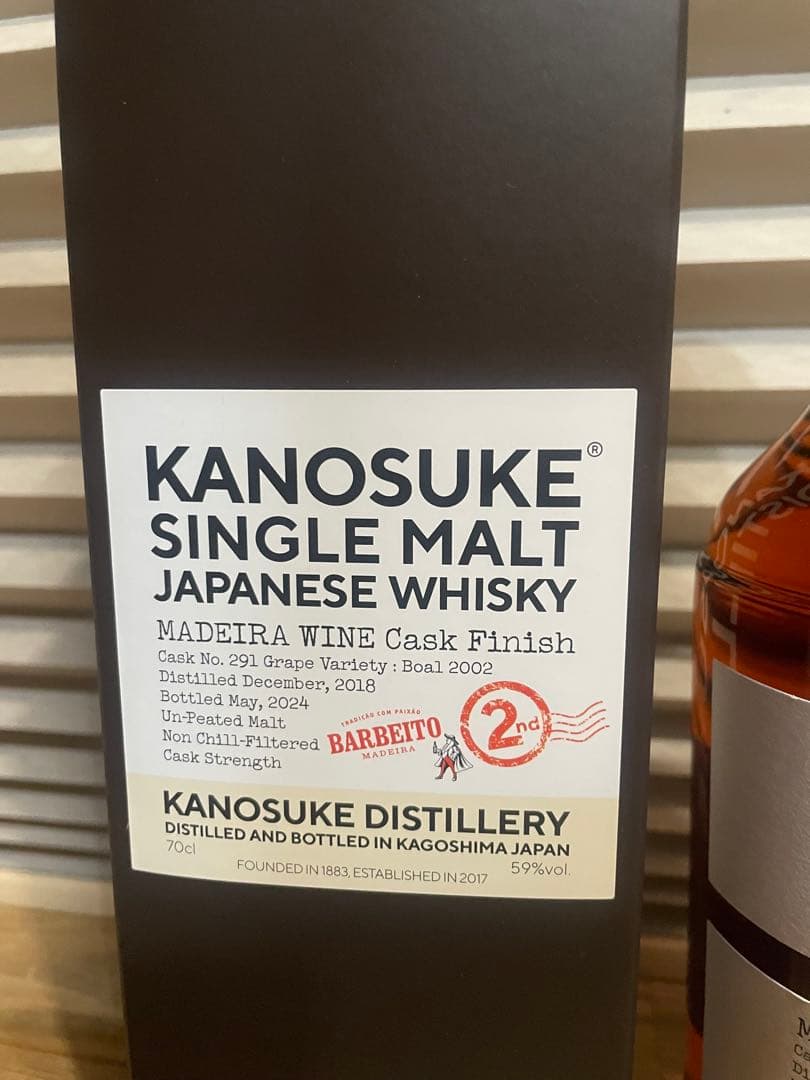 KANOSUKE®
SINGLE MALT
JAPANESE WHISKY
MADEIRA WINE Cask Finish
Cask No. 291 Grape Variety : Boal 2002
Distilled December, 2018
Bottled May, 2024
Un-Peated Malt
Non Chill-Filtered
Cask Strength
TRADIÇÃO COM PAIXÃO
BARBEITO
MADEIRA
2nd
KANOSUKE DISTILLERY
DISTILLED AND BOTTLED IN KAGOSHIMA JAPAN
70cl
FOUNDED IN 1883, ESTABLISHED IN 2017
59%vol.